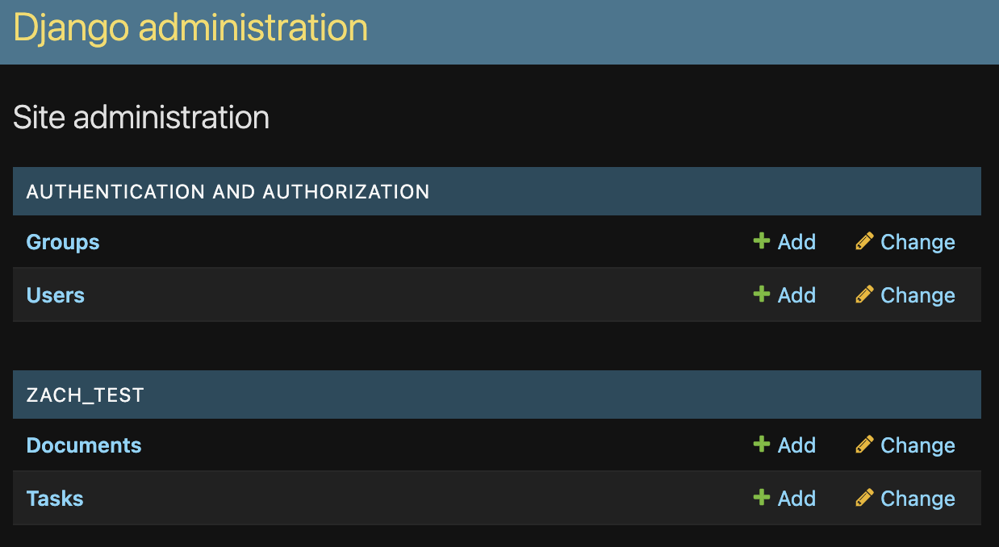 Django administration
Site administration
AUTHENTICATION AND AUTHORIZATION
Groups Add Change
Users Add Change
ZACH_TEST
Documents Add Change
Tasks Add Change